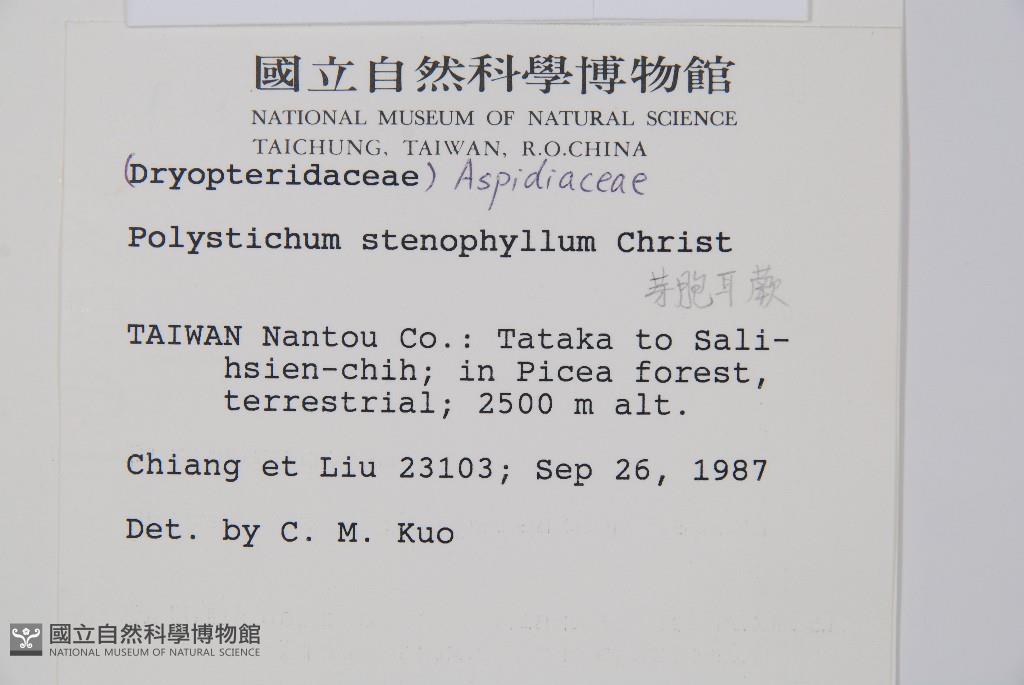 國立自然科學博物館
NATIONAL MUSEUM OF NATURAL SCIENCE
TAICHUNG, TAIWAN, R.O.CHINA
(Dryopteridaceae) Aspidiaceae
Polystichum stenophyllum Christ
芽胞耳蕨
TAIWAN Nantou Co.: Tataka to Sali-
hsien-chih; in Picea forest,
terrestrial; 2500 m alt.
Chiang et Liu 23103; Sep 26, 1987
Det. by C. M. Kuo
國立自然科學博物館
NATIONAL MUSEUM OF NATURAL SCIENCE